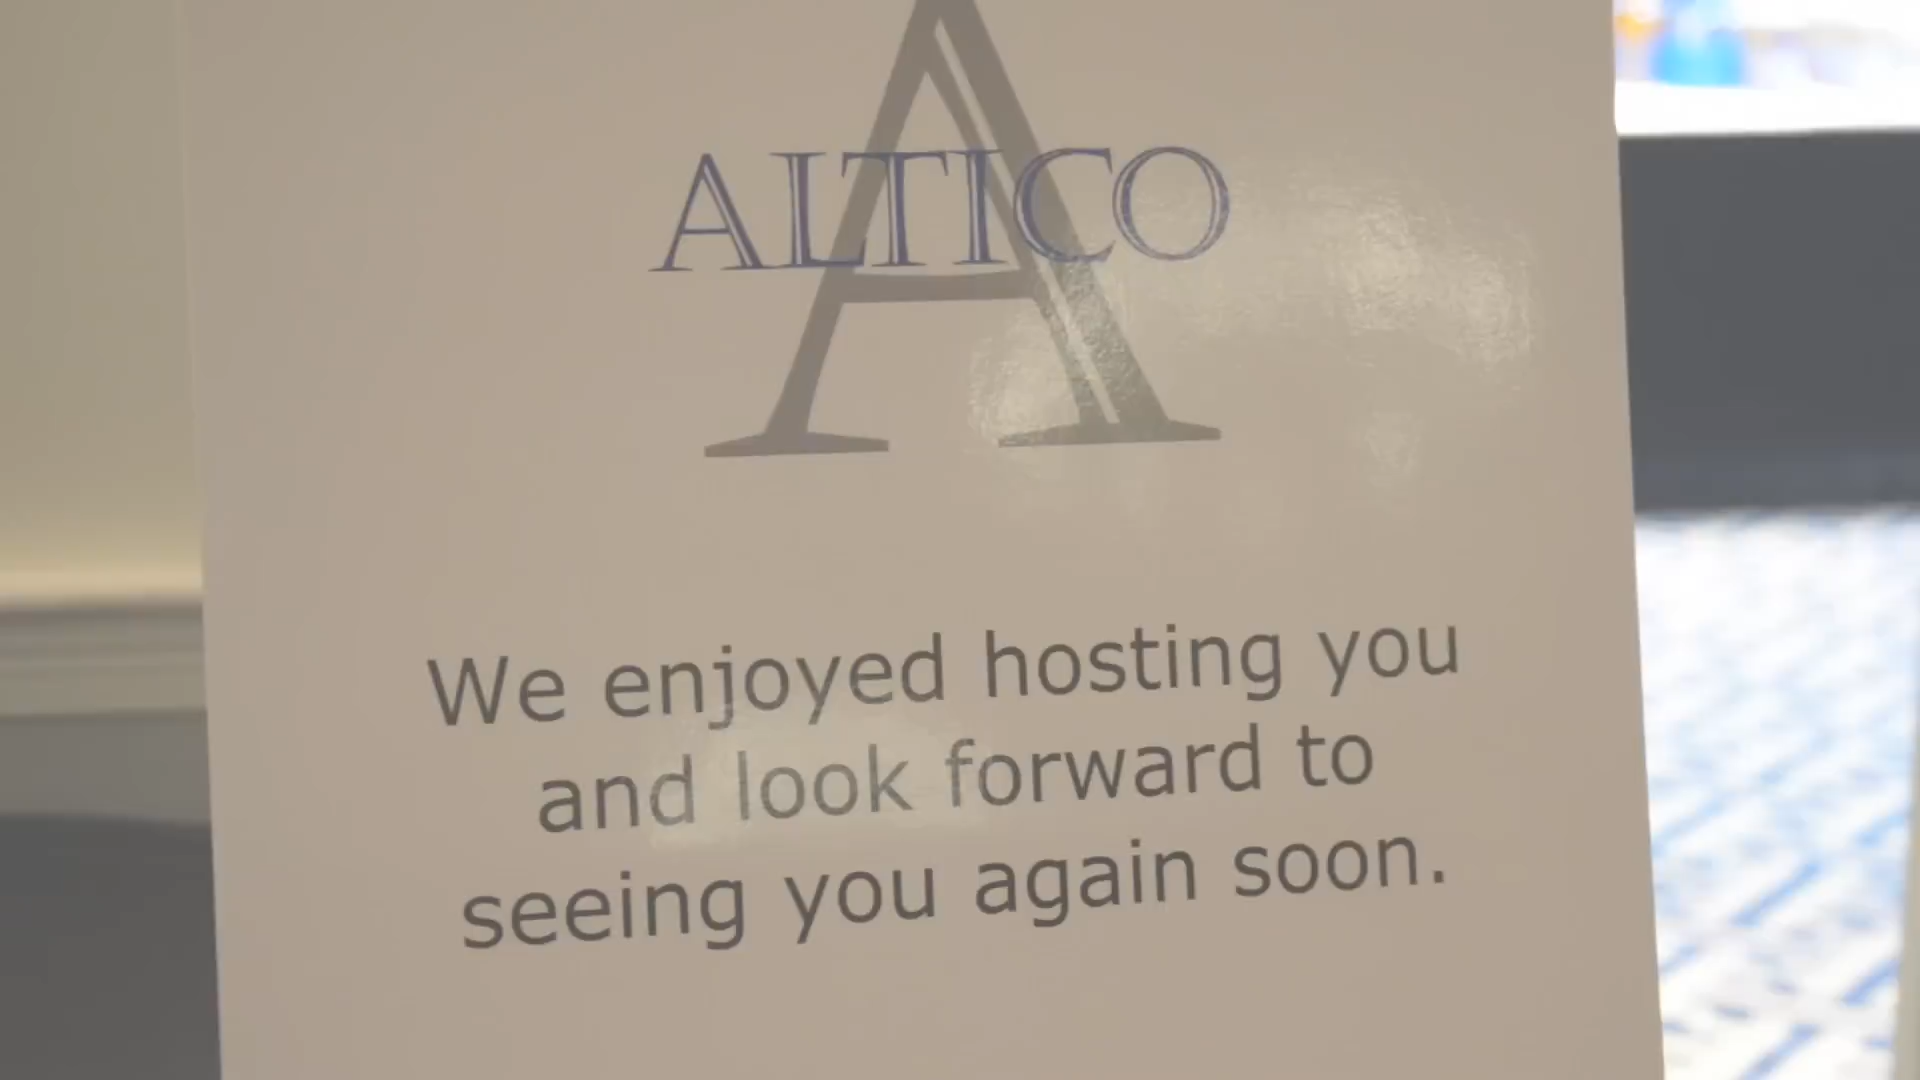 A
ALTICO
We enjoyed hosting you
and look forward to
seeing you again soon.